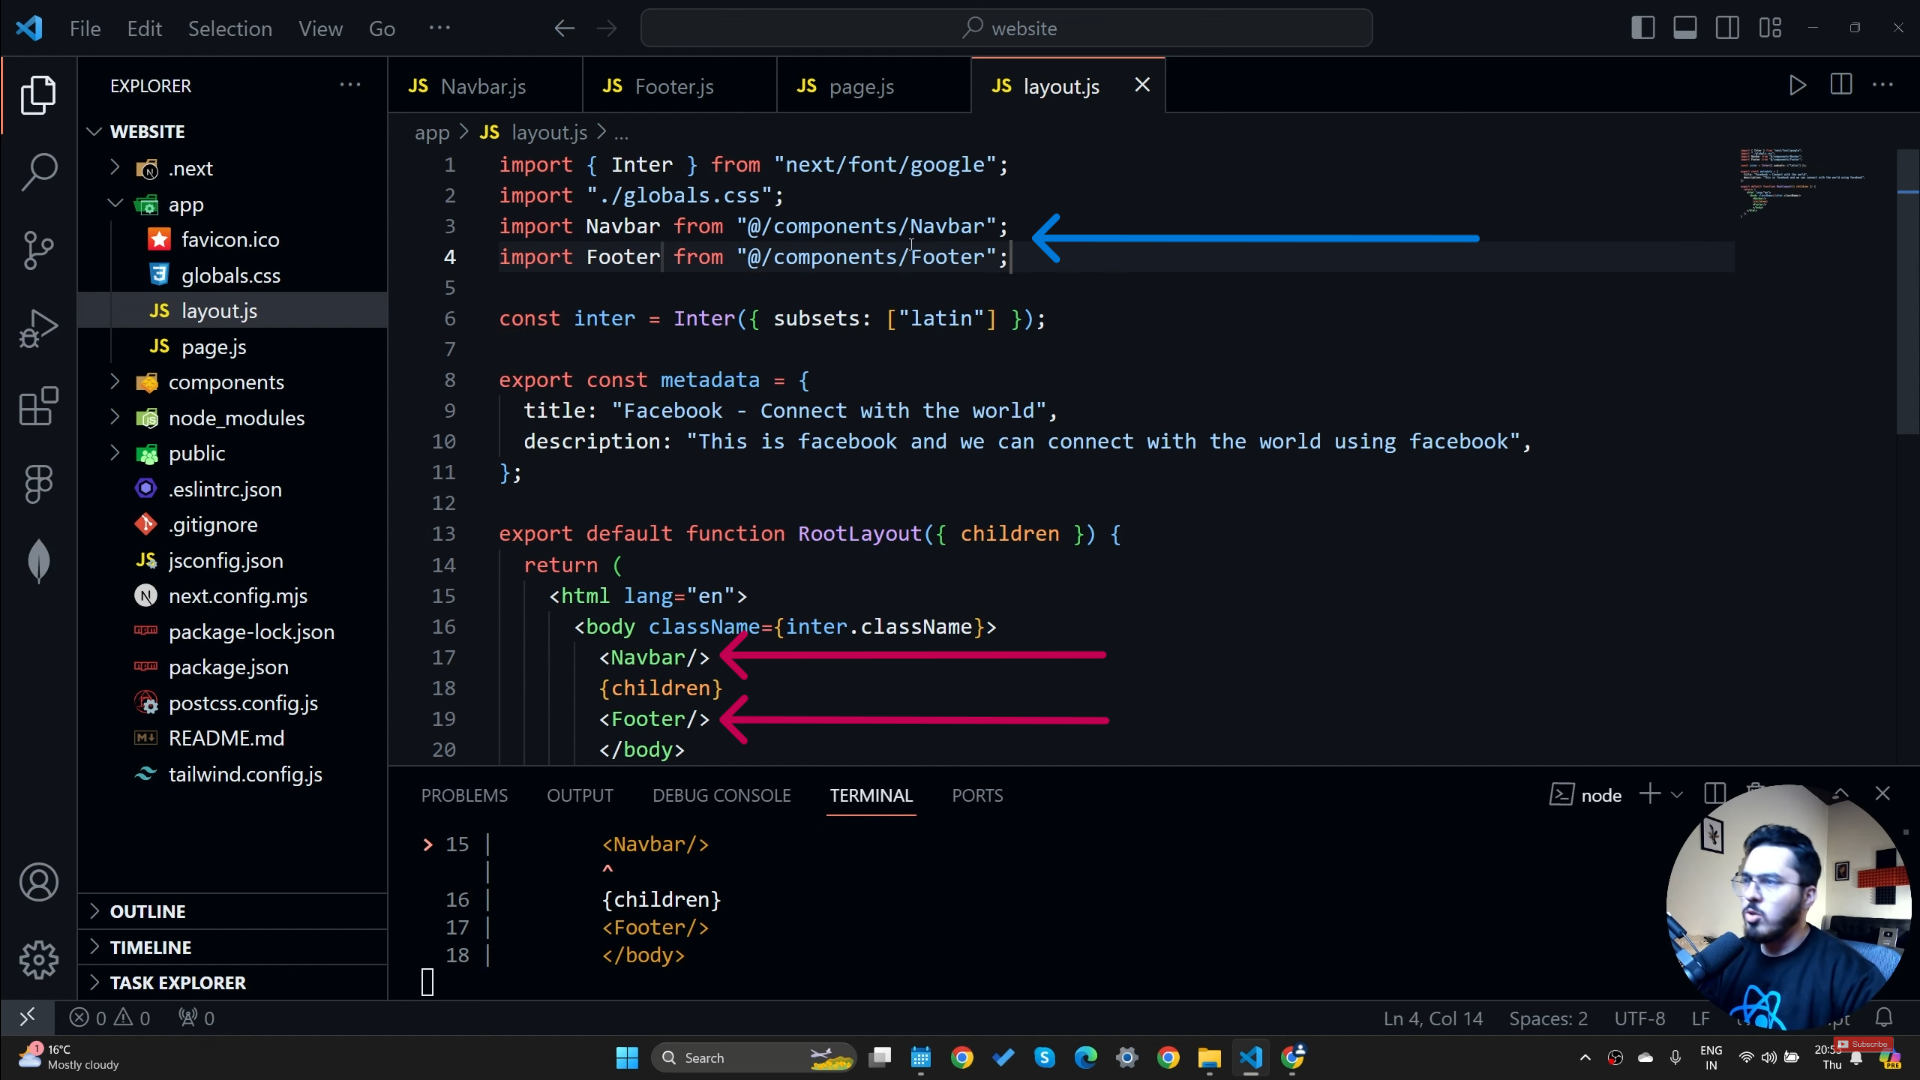 File Edit Selection View Go ... website
EXPLORER ...
JS Navbar.js JS Footer.js JS page.js JS layout.js
WEBSITE
app > JS layout.js > ...
.next
app
favicon.ico
globals.css
JS layout.js
JS page.js
components
node_modules
public
.eslintrc.json
.gitignore
JS jsconfig.json
N next.config.mjs
package-lock.json
package.json
postcss.config.js
README.md
tailwind.config.js
OUTLINE
TIMELINE
TASK EXPLORER
1 import { Inter } from "next/font/google";
2 import "./globals.css";
3 import Navbar from "@/components/Navbar";
4 import Footer from "@/components/Footer";
5
6 const inter = Inter({ subsets: ["latin"] });
7
8 export const metadata = {
9 title: "Facebook - Connect with the world",
10 description: "This is facebook and we can connect with the world using facebook",
11 };
12
13 export default function RootLayout({ children }) {
14 return (
15 <html lang="en">
16 <body className={inter.className}>
17 <Navbar/>
18 {children}
19 <Footer/>
20 </body>
PROBLEMS OUTPUT DEBUG CONSOLE TERMINAL PORTS
node
> 15 | <Navbar/>
| ^
16 | {children}
17 | <Footer/>
18 | </body>
0 0 0
Ln 4, Col 14 Spaces: 2 UTF-8 LF
16°C
Mostly cloudy
Search
ENG
IN
Thu
Subscribe
PRE